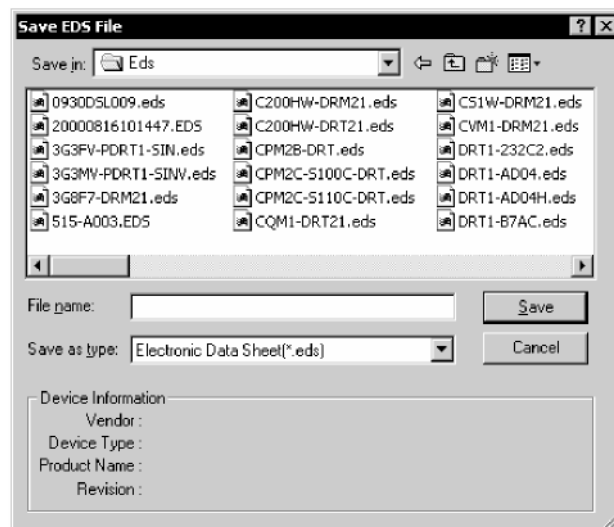 Save EDS File
Save in: Eds
0930DSL009.eds
20000816101447.EDS
3G3FV-PDRT1-SIN.eds
3G3MV-PDRT1-SINV.eds
3G8F7-DRM21.eds
515-A003.EDS
C200HW-DRM21.eds
C200HW-DRT21.eds
CPM2B-DRT.eds
CPM2C-S100C-DRT.eds
CPM2C-S110C-DRT.eds
CQM1-DRT21.eds
CS1W-DRM21.eds
CVM1-DRM21.eds
DRT1-232C2.eds
DRT1-AD04.eds
DRT1-AD04H.eds
DRT1-B7AC.eds
File name:
Save
Save as type: Electronic Data Sheet(*.eds)
Cancel
Device Information
Vendor :
Device Type :
Product Name :
Revision :